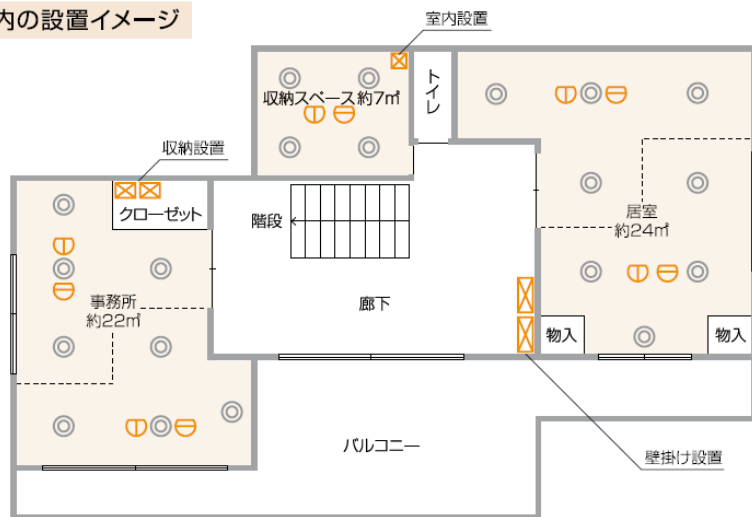 内の設置イメージ
室内設置
トイレ
収納スペース約7㎡
収納設置
クローゼット
階段
居室
約24㎡
事務所
約22㎡
廊下
物入
物入
バルコニー
壁掛け設置